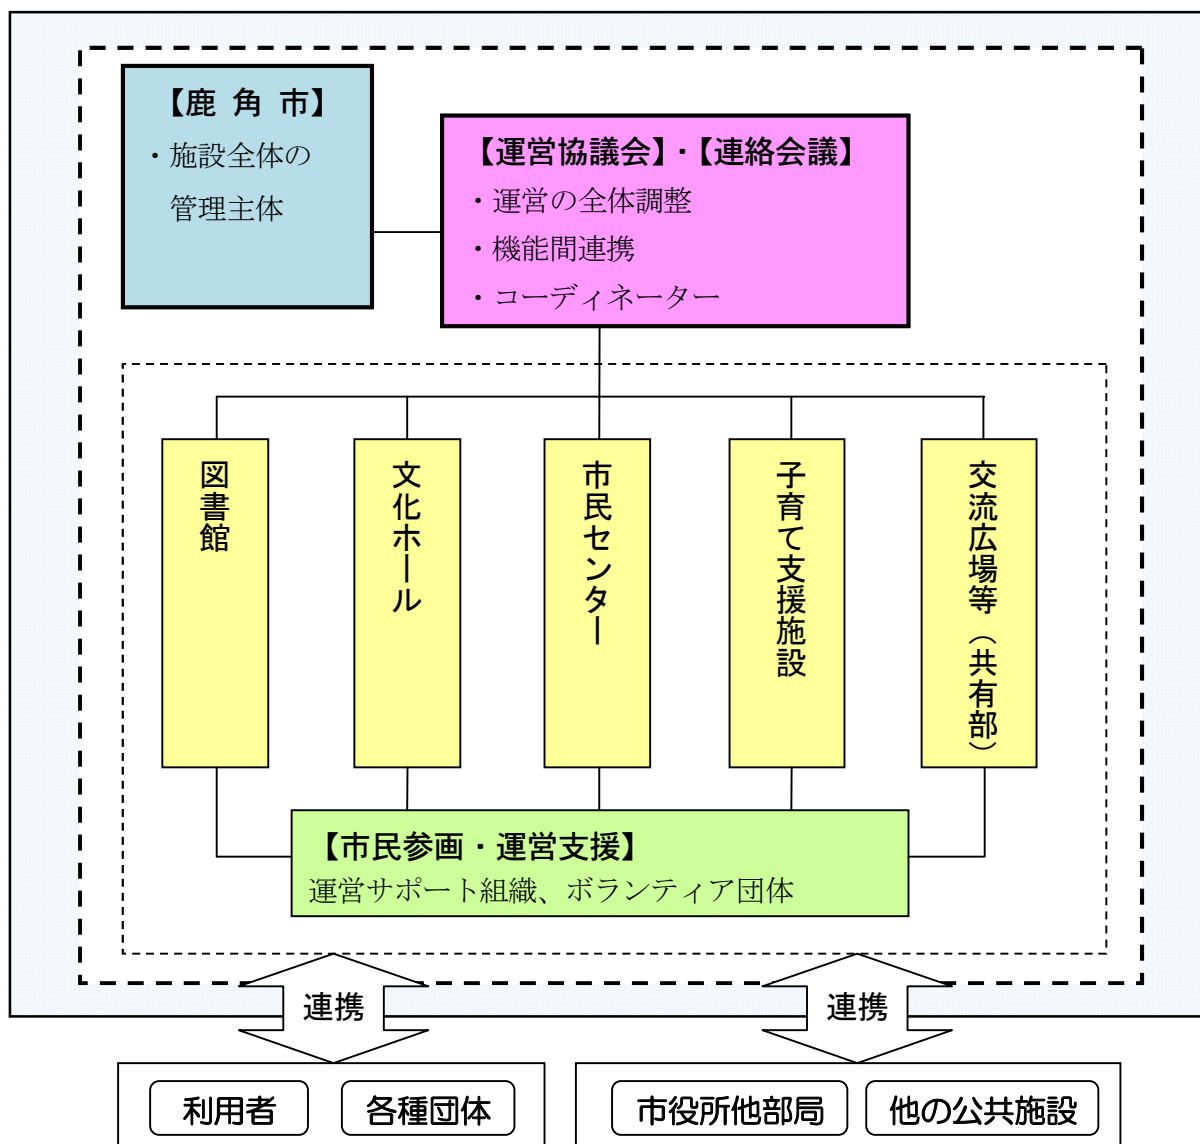 【鹿 角 市】
・施設全体の
管理主体
【運営協議会】・【連絡会議】
・運営の全体調整
・機能間連携
・コーディネーター
図書館
文化ホール
市民センター
子育て支援施設
交流広場等（共有部）
【市民参画・運営支援】
運営サポート組織、ボランティア団体
連携
連携
利用者
各種団体
市役所他部局
他の公共施設